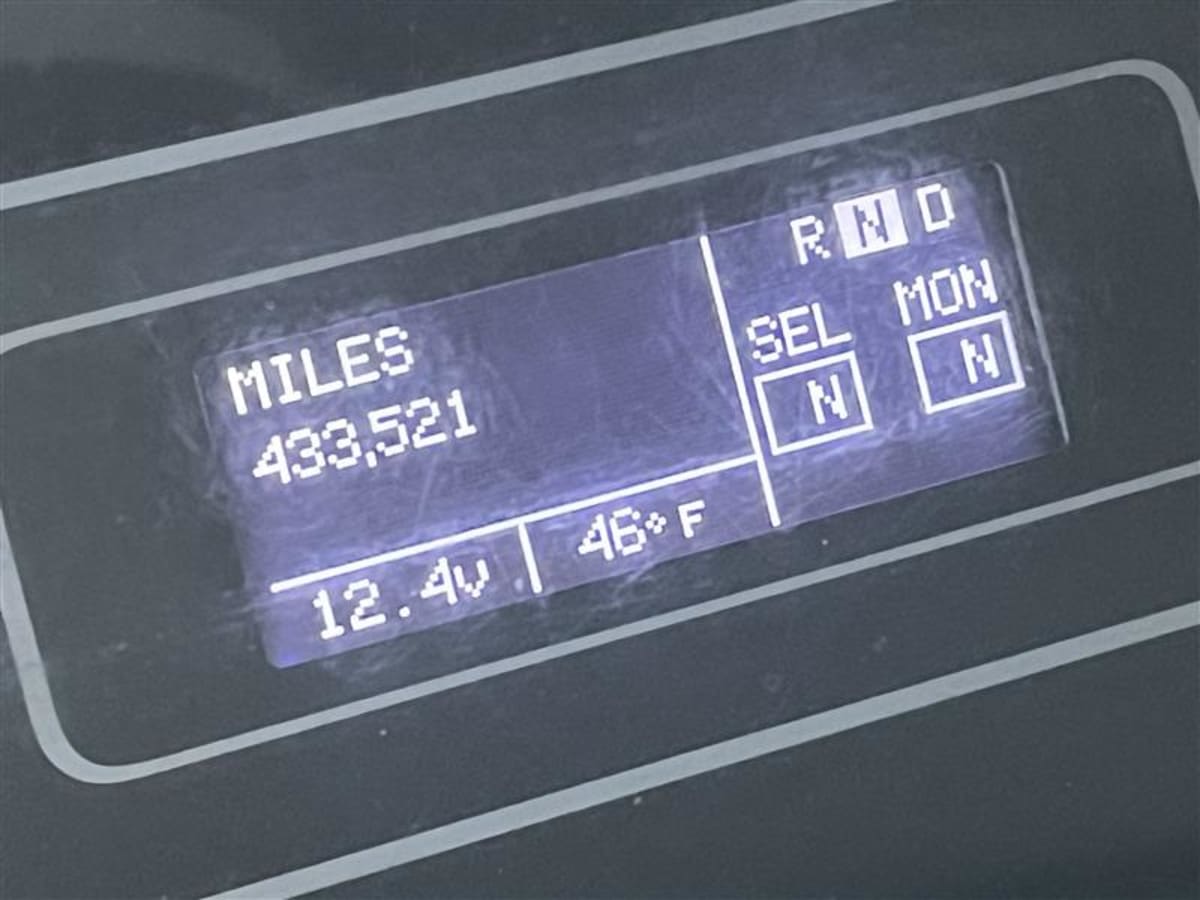 MILES
433,521
12.4v
46° F
R N D
SEL MON
N N